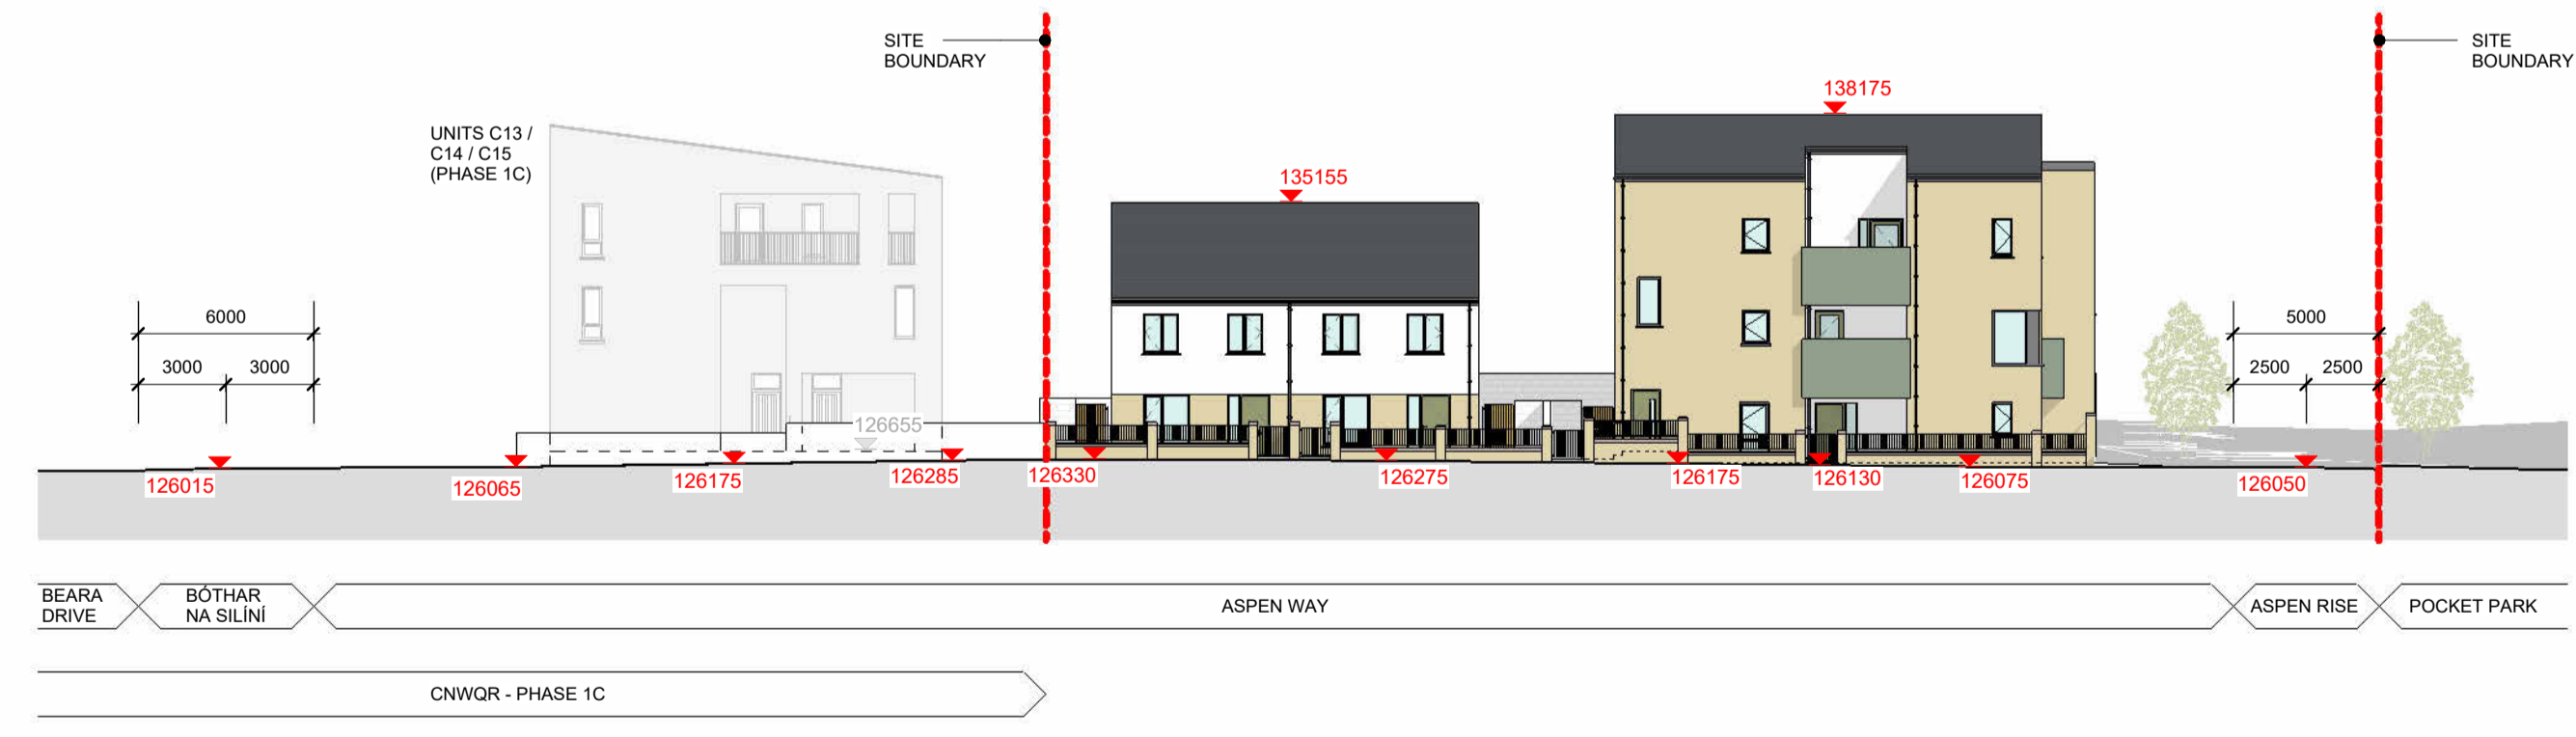 SITE
BOUNDARY
SITE
BOUNDARY
138175
UNITS C13 /
C14 / C15
(PHASE 1C)
135155
6000
5000
3000
3000
2500
2500
126655
126015
126065
126175
126285
126330
126275
126175
126130
126075
126050
BEARA
DRIVE
BÓTHAR
NA SILÍNÍ
ASPEN WAY
ASPEN RISE
POCKET PARK
CNWQR - PHASE 1C